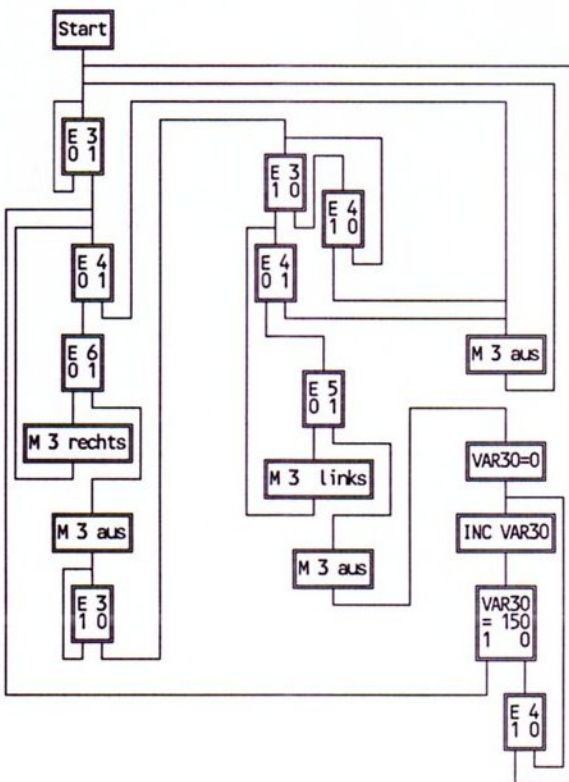 Start
E 3
0 1
E 4
0 1
E 6
0 1
M 3 rechts
M 3 aus
E 3
1 0
E 3
1 0
E 4
1 0
E 4
0 1
E 5
0 1
M 3 links
M 3 aus
M 3 aus
VAR30=0
INC VAR30
VAR30
= 150
1 0
E 4
1 0